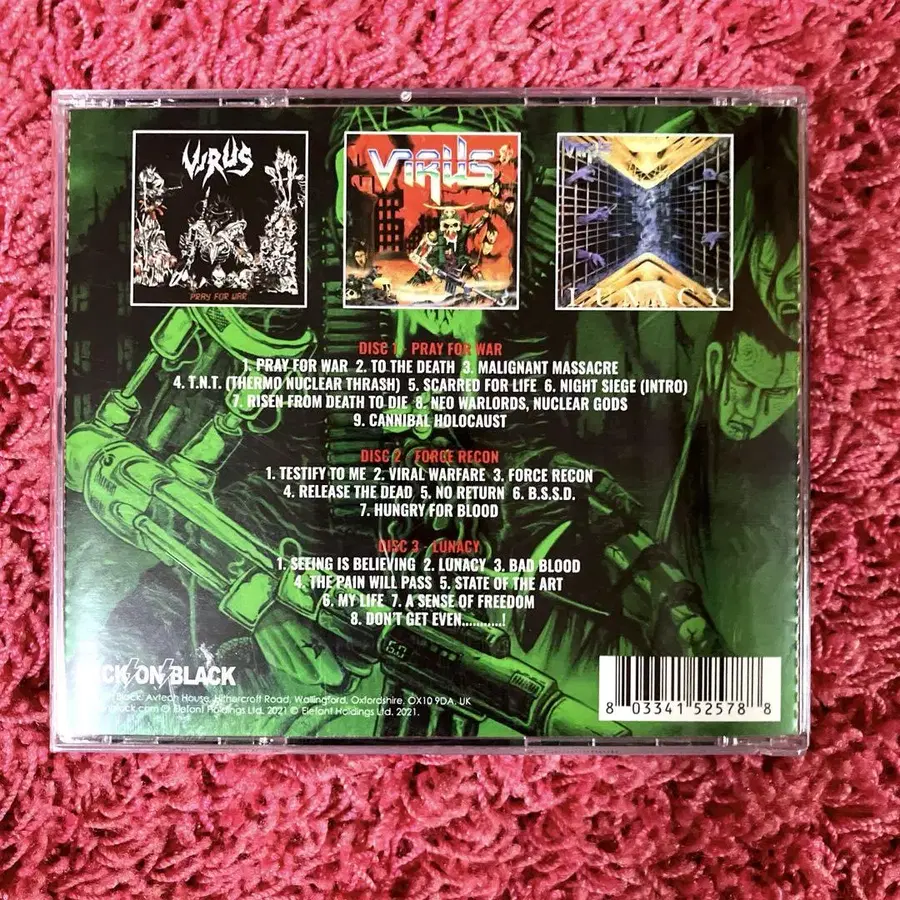 VIRUS
PRAY FOR WAR
VIRUS
LUNACY
DISC 1 - PRAY FOR WAR
1. PRAY FOR WAR 2. TO THE DEATH 3. MALIGNANT MASSACRE
4. T.N.T. (THERMO NUCLEAR THRASH) 5. SCARRED FOR LIFE 6. NIGHT SIEGE (INTRO)
7. RISEN FROM DEATH TO DIE 8. NEO WARLORDS, NUCLEAR GODS
9. CANNIBAL HOLOCAUST
DISC 2 - FORCE RECON
1. TESTIFY TO ME 2. VIRAL WARFARE 3. FORCE RECON
4. RELEASE THE DEAD 5. NO RETURN 6. B.S.S.D.
7. HUNGRY FOR BLOOD
DISC 3 - LUNACY
1. SEEING IS BELIEVING 2. LUNACY 3. BAD BLOOD
4. THE PAIN WILL PASS 5. STATE OF THE ART
6. MY LIFE 7. A SENSE OF FREEDOM
8. DON'T GET EVEN...........!
ON BLACK
Black, Avtech House, Hithercroft Road, Wallingford, Oxfordshire, OX10 9DA. UK
℗ Elefont Holdings Ltd. 2021 © Elefont Holdings Ltd. 2021.
8 03341 52578 8